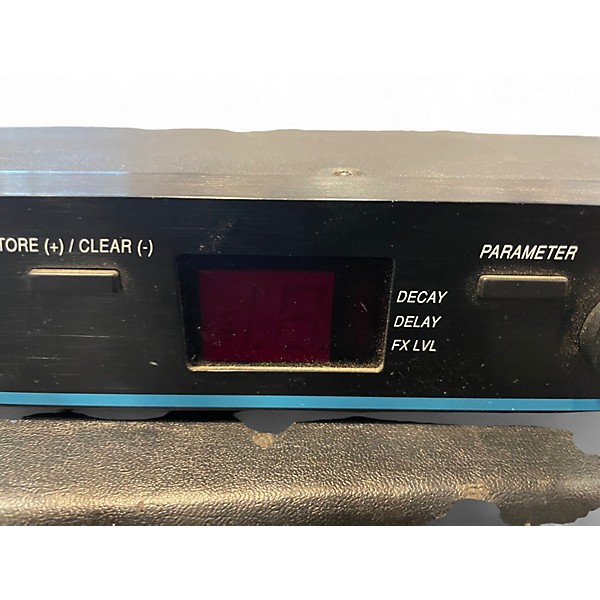 TORE (+) / CLEAR (-)
PARAMETER
DECAY
DELAY
FX LVL